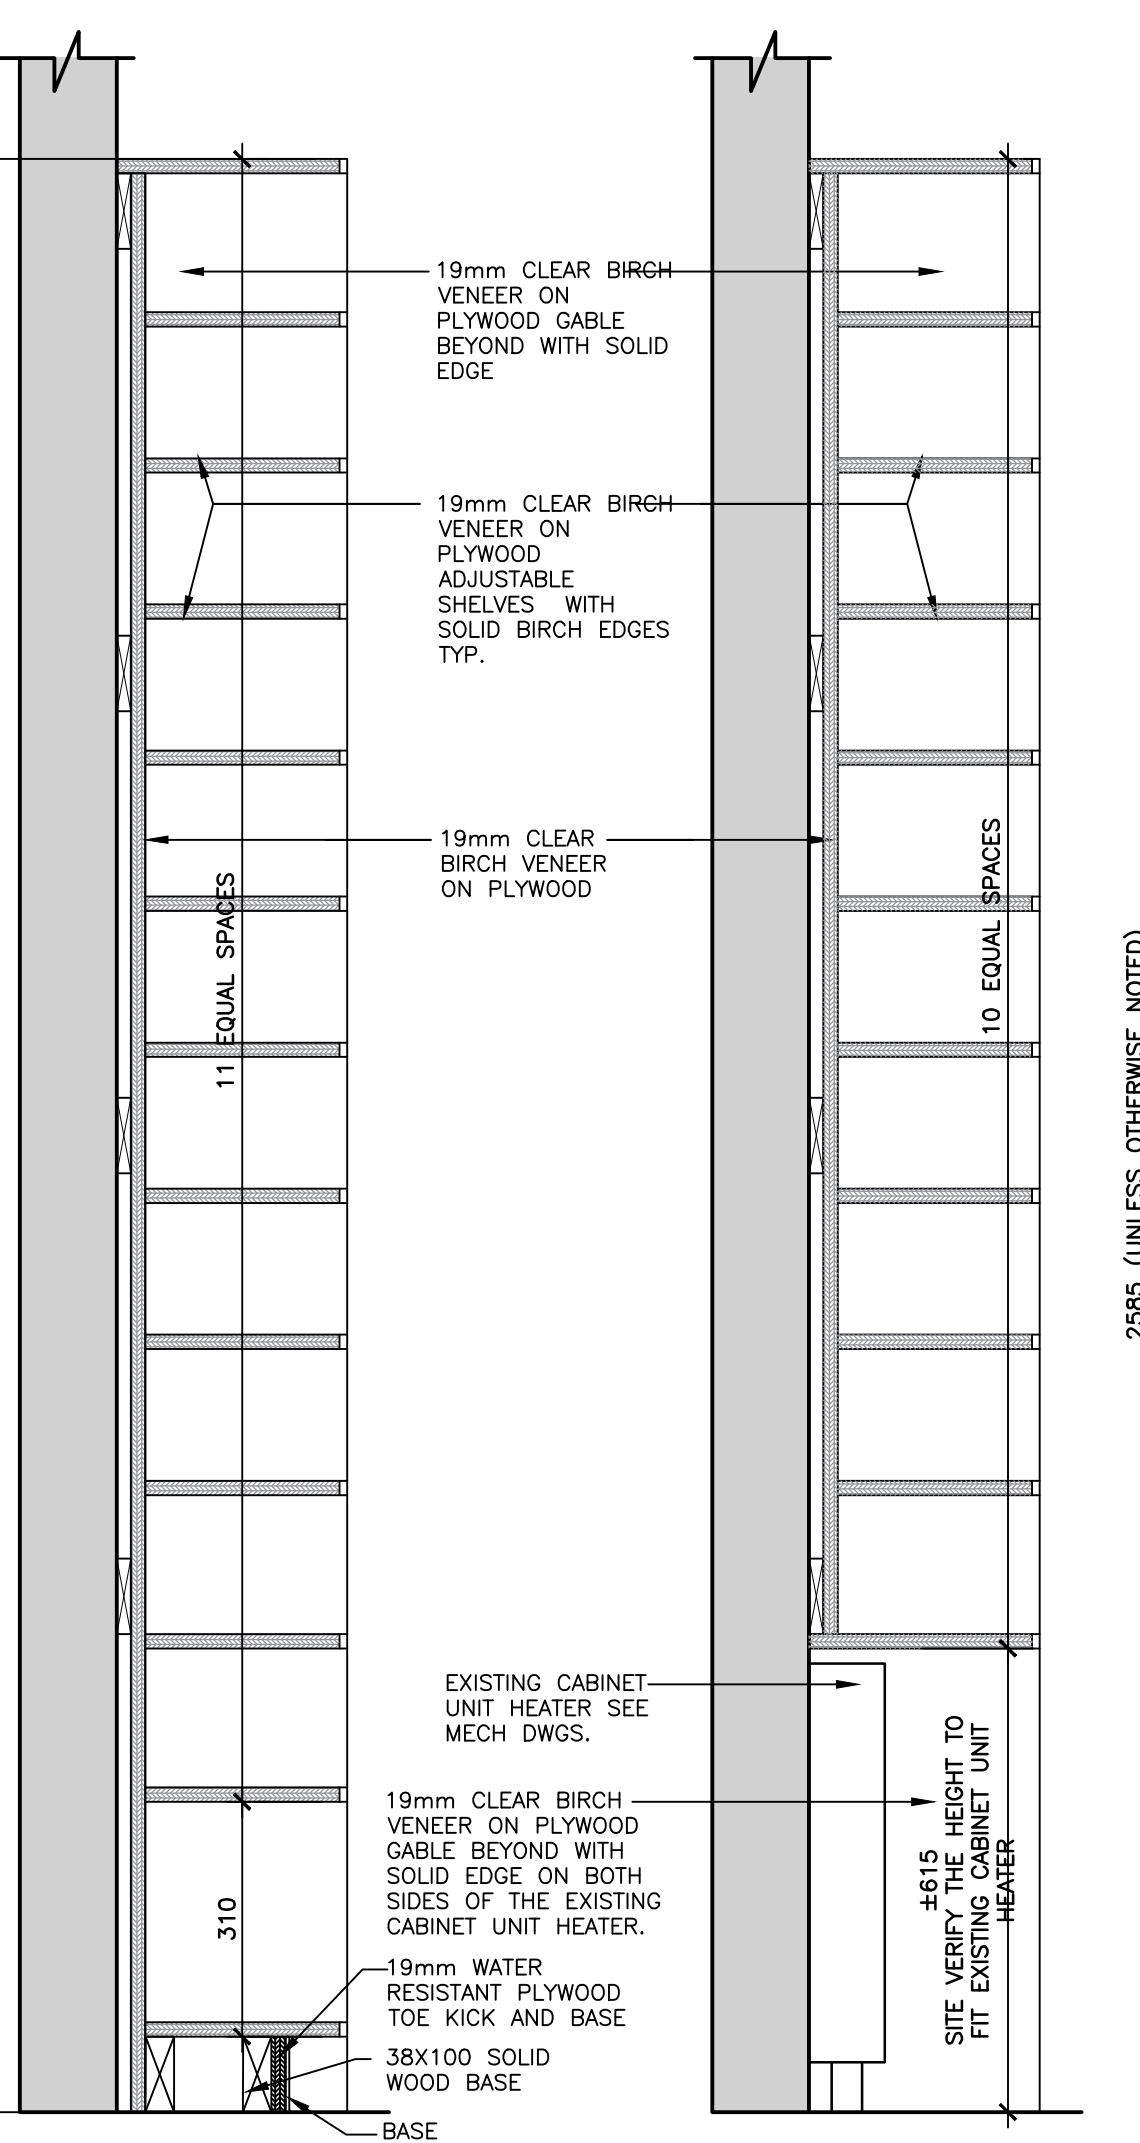 19mm CLEAR BIRCH
VENEER ON
PLYWOOD GABLE
BEYOND WITH SOLID
EDGE
19mm CLEAR BIRCH
VENEER ON
PLYWOOD
ADJUSTABLE
SHELVES WITH
SOLID BIRCH EDGES
TYP.
19mm CLEAR
BIRCH VENEER
ON PLYWOOD
11 EQUAL SPACES
10 EQUAL SPACES
2585 (UNLESS OTHERWISE NOTED)
EXISTING CABINET
UNIT HEATER SEE
MECH DWGS.
19mm CLEAR BIRCH
VENEER ON PLYWOOD
GABLE BEYOND WITH
SOLID EDGE ON BOTH
SIDES OF THE EXISTING
CABINET UNIT HEATER.
310
±615
SITE VERIFY THE HEIGHT TO
FIT EXISTING CABINET UNIT
HEATER
19mm WATER
RESISTANT PLYWOOD
TOE KICK AND BASE
38X100 SOLID
WOOD BASE
BASE